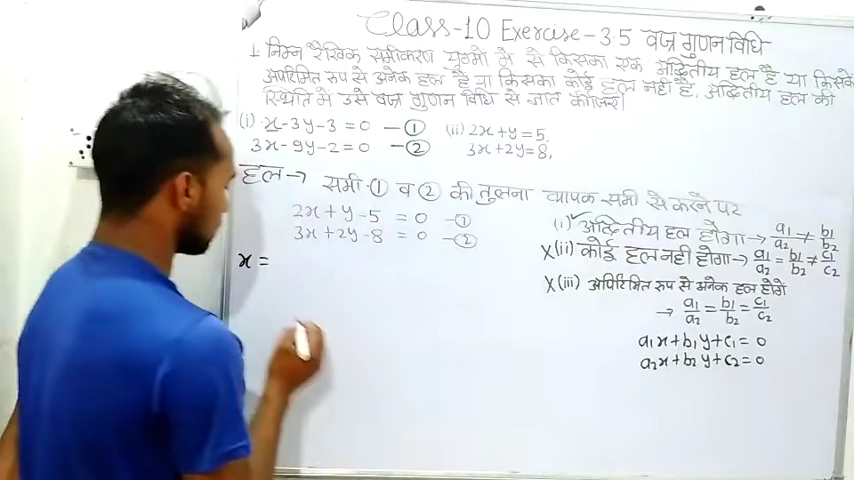 Class-10 Exercise-3.5 वज्र गुणन विधि
1. निम्न रैखिक समीकरण युग्मो मे से किसका एक अद्वितीय हल है या किसके
अपरिमित रूप से अनेक हल है या किसका कोई हल नही है, अद्वितीय हल की
स्थिति में उसे वज्र गुणन विधि से ज्ञात कीजिए।
(i) x-3y-3=0 —① (ii) 2x+y=5,
3x-9y-2=0 —② 3x+2y=8,
हल→ समी.① व ② की तुलना व्यापक समी से करने पर
2x+y-5=0 —①
3x+2y-8=0 —②
x=
(i)✓ अद्वितीय हल होगा→ a₁/a₂ ≠ b₁/b₂
X(ii) कोई हल नही होगा→ a₁/a₂ = b₁/b₂ ≠ c₁/c₂
X(iii) अपिरिमित रूप से अनेक हल होगे
→ a₁/a₂ = b₁/b₂ = c₁/c₂
a₁x+b₁y+c₁=0
a₂x+b₂y+c₂=0